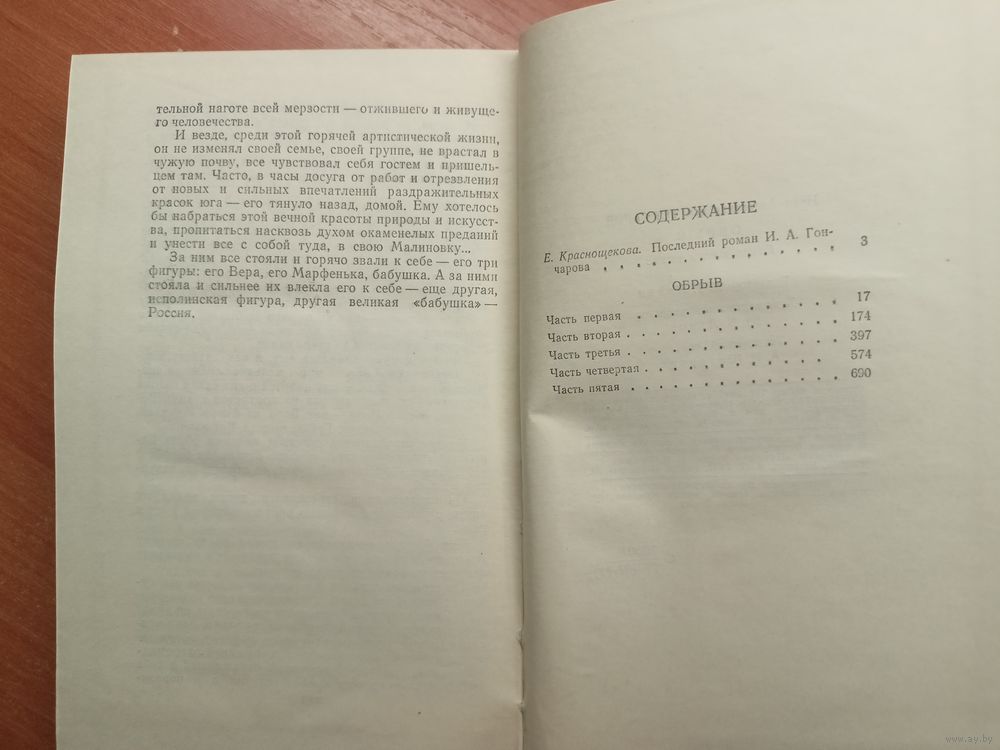 тельной наготе всей мерзости — отжившего и живуще-
го человечества.
И везде, среди этой горячей артистической жизни,
он не изменял своей семье, своей группе, не врастал в
чужую почву, все чувствовал себя гостем и пришель-
цем там. Часто, в часы досуга от работ и отрезвления
от новых и сильных впечатлений раздражительных
красок юга — его тянуло назад, домой. Ему хотелось
бы набраться этой вечной красоты природы и искусс-
тва, пропитаться насквозь духом окаменелых преданий
и унести все с собой туда, в свою Малиновку...
За ним все стояли и горячо звали к себе — его три
фигуры: его Вера, его Марфенька, бабушка. А за ними
стояла и сильнее их влекла его к себе — еще другая,
исполинская фигура, другая великая «бабушка» —
Россия.
СОДЕРЖАНИЕ
Е. Краснощекова. Последний роман И. А. Гон-
чарова . . . . . . . . . . . . 3
ОБРЫВ
Часть первая . . . . . . . . . . . 17
Часть вторая . . . . . . . . . . . 174
Часть третья . . . . . . . . . . . 397
Часть четвертая . . . . . . . . . . 574
Часть пятая . . . . . . . . . . . 690
www.ay.by